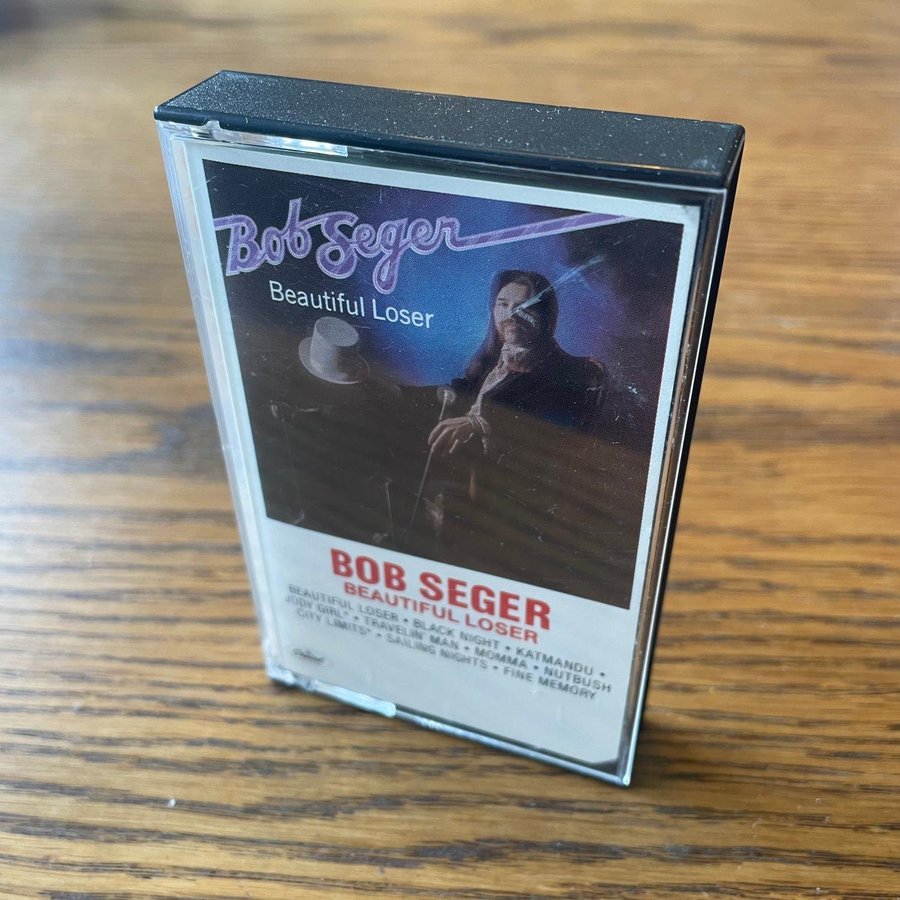 Bob Seger
Beautiful Loser
BOB SEGER
BEAUTIFUL LOSER
BEAUTIFUL LOSER • BLACK NIGHT • KATMANDU •
JODY GIRL* • TRAVELIN' MAN • MOMMA • NUTBUSH
CITY LIMITS* • SAILING NIGHTS • FINE MEMORY
Capitol